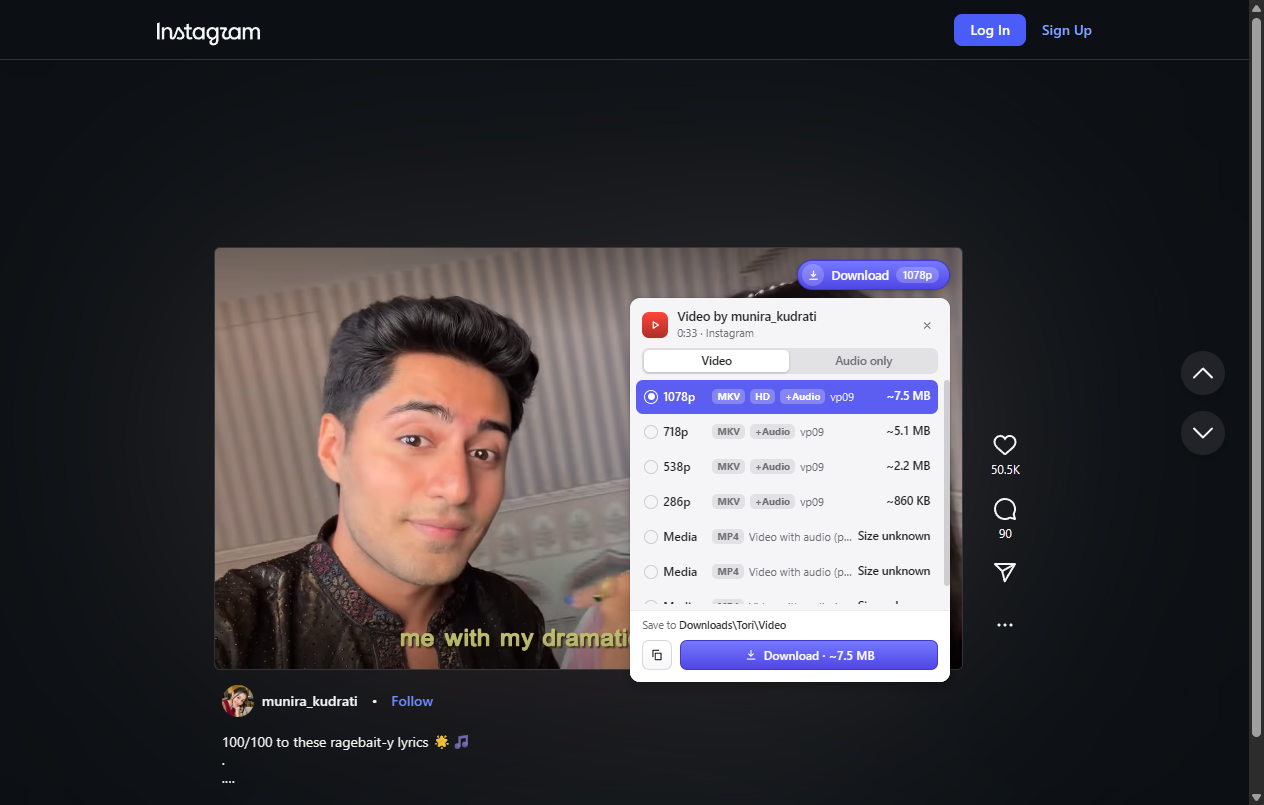 Instagram
Log In
Sign Up
Download 1078p
Video by munira_kudrati
0:33 · Instagram
Video
Audio only
1078p MKV HD +Audio vp09 ~7.5 MB
718p MKV +Audio vp09 ~5.1 MB
538p MKV +Audio vp09 ~2.2 MB
286p MKV +Audio vp09 ~860 KB
Media MP4 Video with audio (p... Size unknown
Media MP4 Video with audio (p... Size unknown
Save to Downloads\Tori\Video
Download · ~7.5 MB
me with my dramati
50.5K
90
munira_kudrati • Follow
100/100 to these ragebait-y lyrics 🌟 🎵
.
....